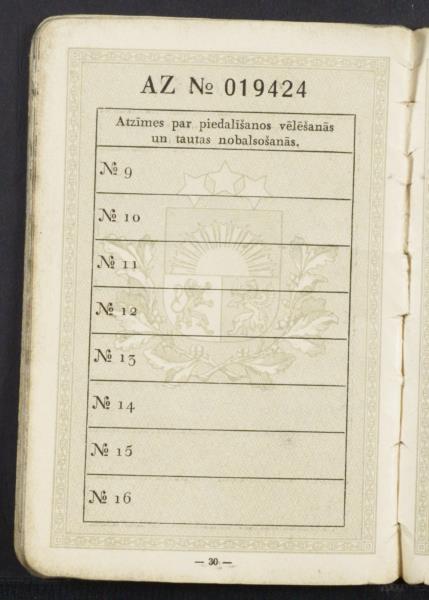 AZ № 019424
Atzīmes par piedalīšanos vēlēšanās
un tautas nobalsošanās.
№ 9
№ 10
№ 11
№ 12
№ 13
№ 14
№ 15
№ 16
— 30 —